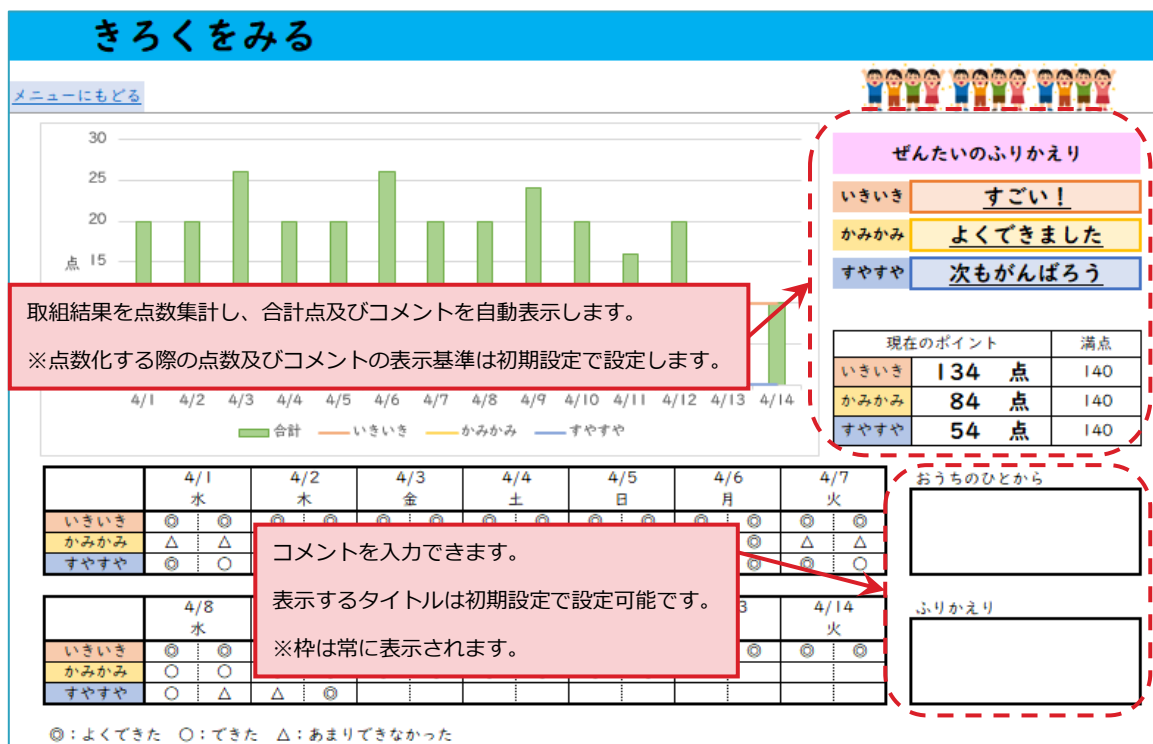 きろくをみる
メニューにもどる
30
25
20
点 15
4/1 4/2 4/3 4/4 4/5 4/6 4/7 4/8 4/9 4/10 4/11 4/12 4/13 4/14
合計 いきいき かみかみ すやすや
取組結果を点数集計し、合計点及びコメントを自動表示します。
※点数化する際の点数及びコメントの表示基準は初期設定で設定します。
ぜんたいのふりかえり
いきいき すごい!
かみかみ よくできました
すやすや 次もがんばろう
現在のポイント 満点
いきいき 134 点 140
かみかみ 84 点 140
すやすや 54 点 140
4/1 4/2 4/3 4/4 4/5 4/6 4/7
水 木 金 土 日 月 火
いきいき ◎ ◎ ◎ ◎ ◎ ◎ ◎ ◎ ◎ ◎ ◎ ◎ ◎ ◎
かみかみ △ △ ◎ △ △
すやすや ◎ ○ ◎ ◎ ○
コメントを入力できます。
表示するタイトルは初期設定で設定可能です。
※枠は常に表示されます。
4/8 3 4/14
水 火
いきいき ◎ ◎ ◎ ◎ ◎
かみかみ ○ ○
すやすや ○ △ △ ◎
おうちのひとから
ふりかえり
◎:よくできた ○:できた △:あまりできなかった